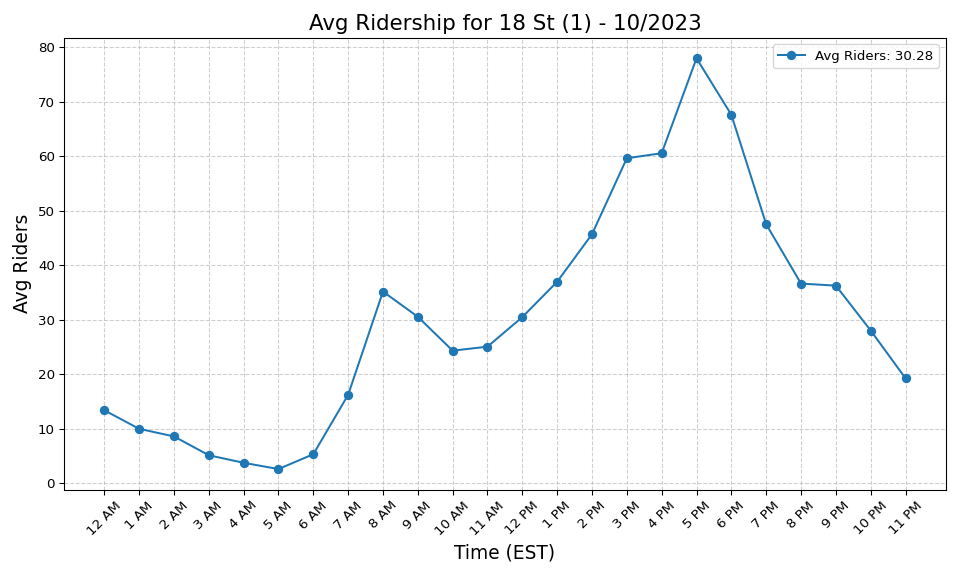 Avg Ridership for 18 St (1) - 10/2023
Avg Riders: 30.28
Avg Riders
80
70
60
50
40
30
20
10
0
12 AM
1 AM
2 AM
3 AM
4 AM
5 AM
6 AM
7 AM
8 AM
9 AM
10 AM
11 AM
12 PM
1 PM
2 PM
3 PM
4 PM
5 PM
6 PM
7 PM
8 PM
9 PM
10 PM
11 PM
Time (EST)